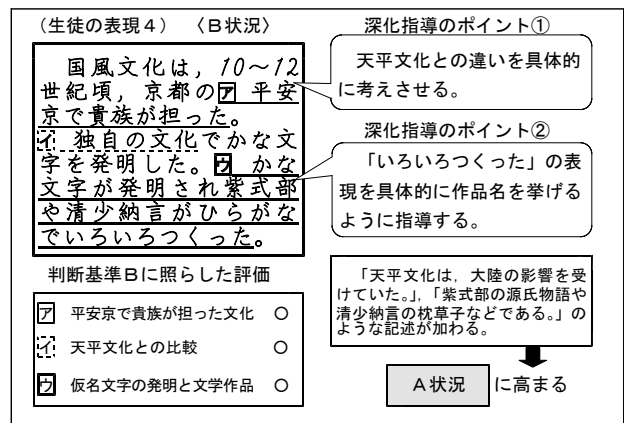 (生徒の表現4) 〈B状況〉
国風文化は，10～12
世紀頃，京都のア 平安
京で貴族が担った。
イ 独自の文化でかな文
字を発明した。ウ かな
文字が発明され紫式部
や清少納言がひらがな
でいろいろつくった。
深化指導のポイント①
天平文化との違いを具体的
に考えさせる。
深化指導のポイント②
「いろいろつくった」の表
現を具体的に作品名を挙げる
ように指導する。
判断基準Bに照らした評価
ア 平安京で貴族が担った文化 ○
イ 天平文化との比較 ○
ウ 仮名文字の発明と文学作品 ○
「天平文化は，大陸の影響を受
けていた。」，「紫式部の源氏物語や
清少納言の枕草子などである。」の
ような記述が加わる。
A状況 に高まる